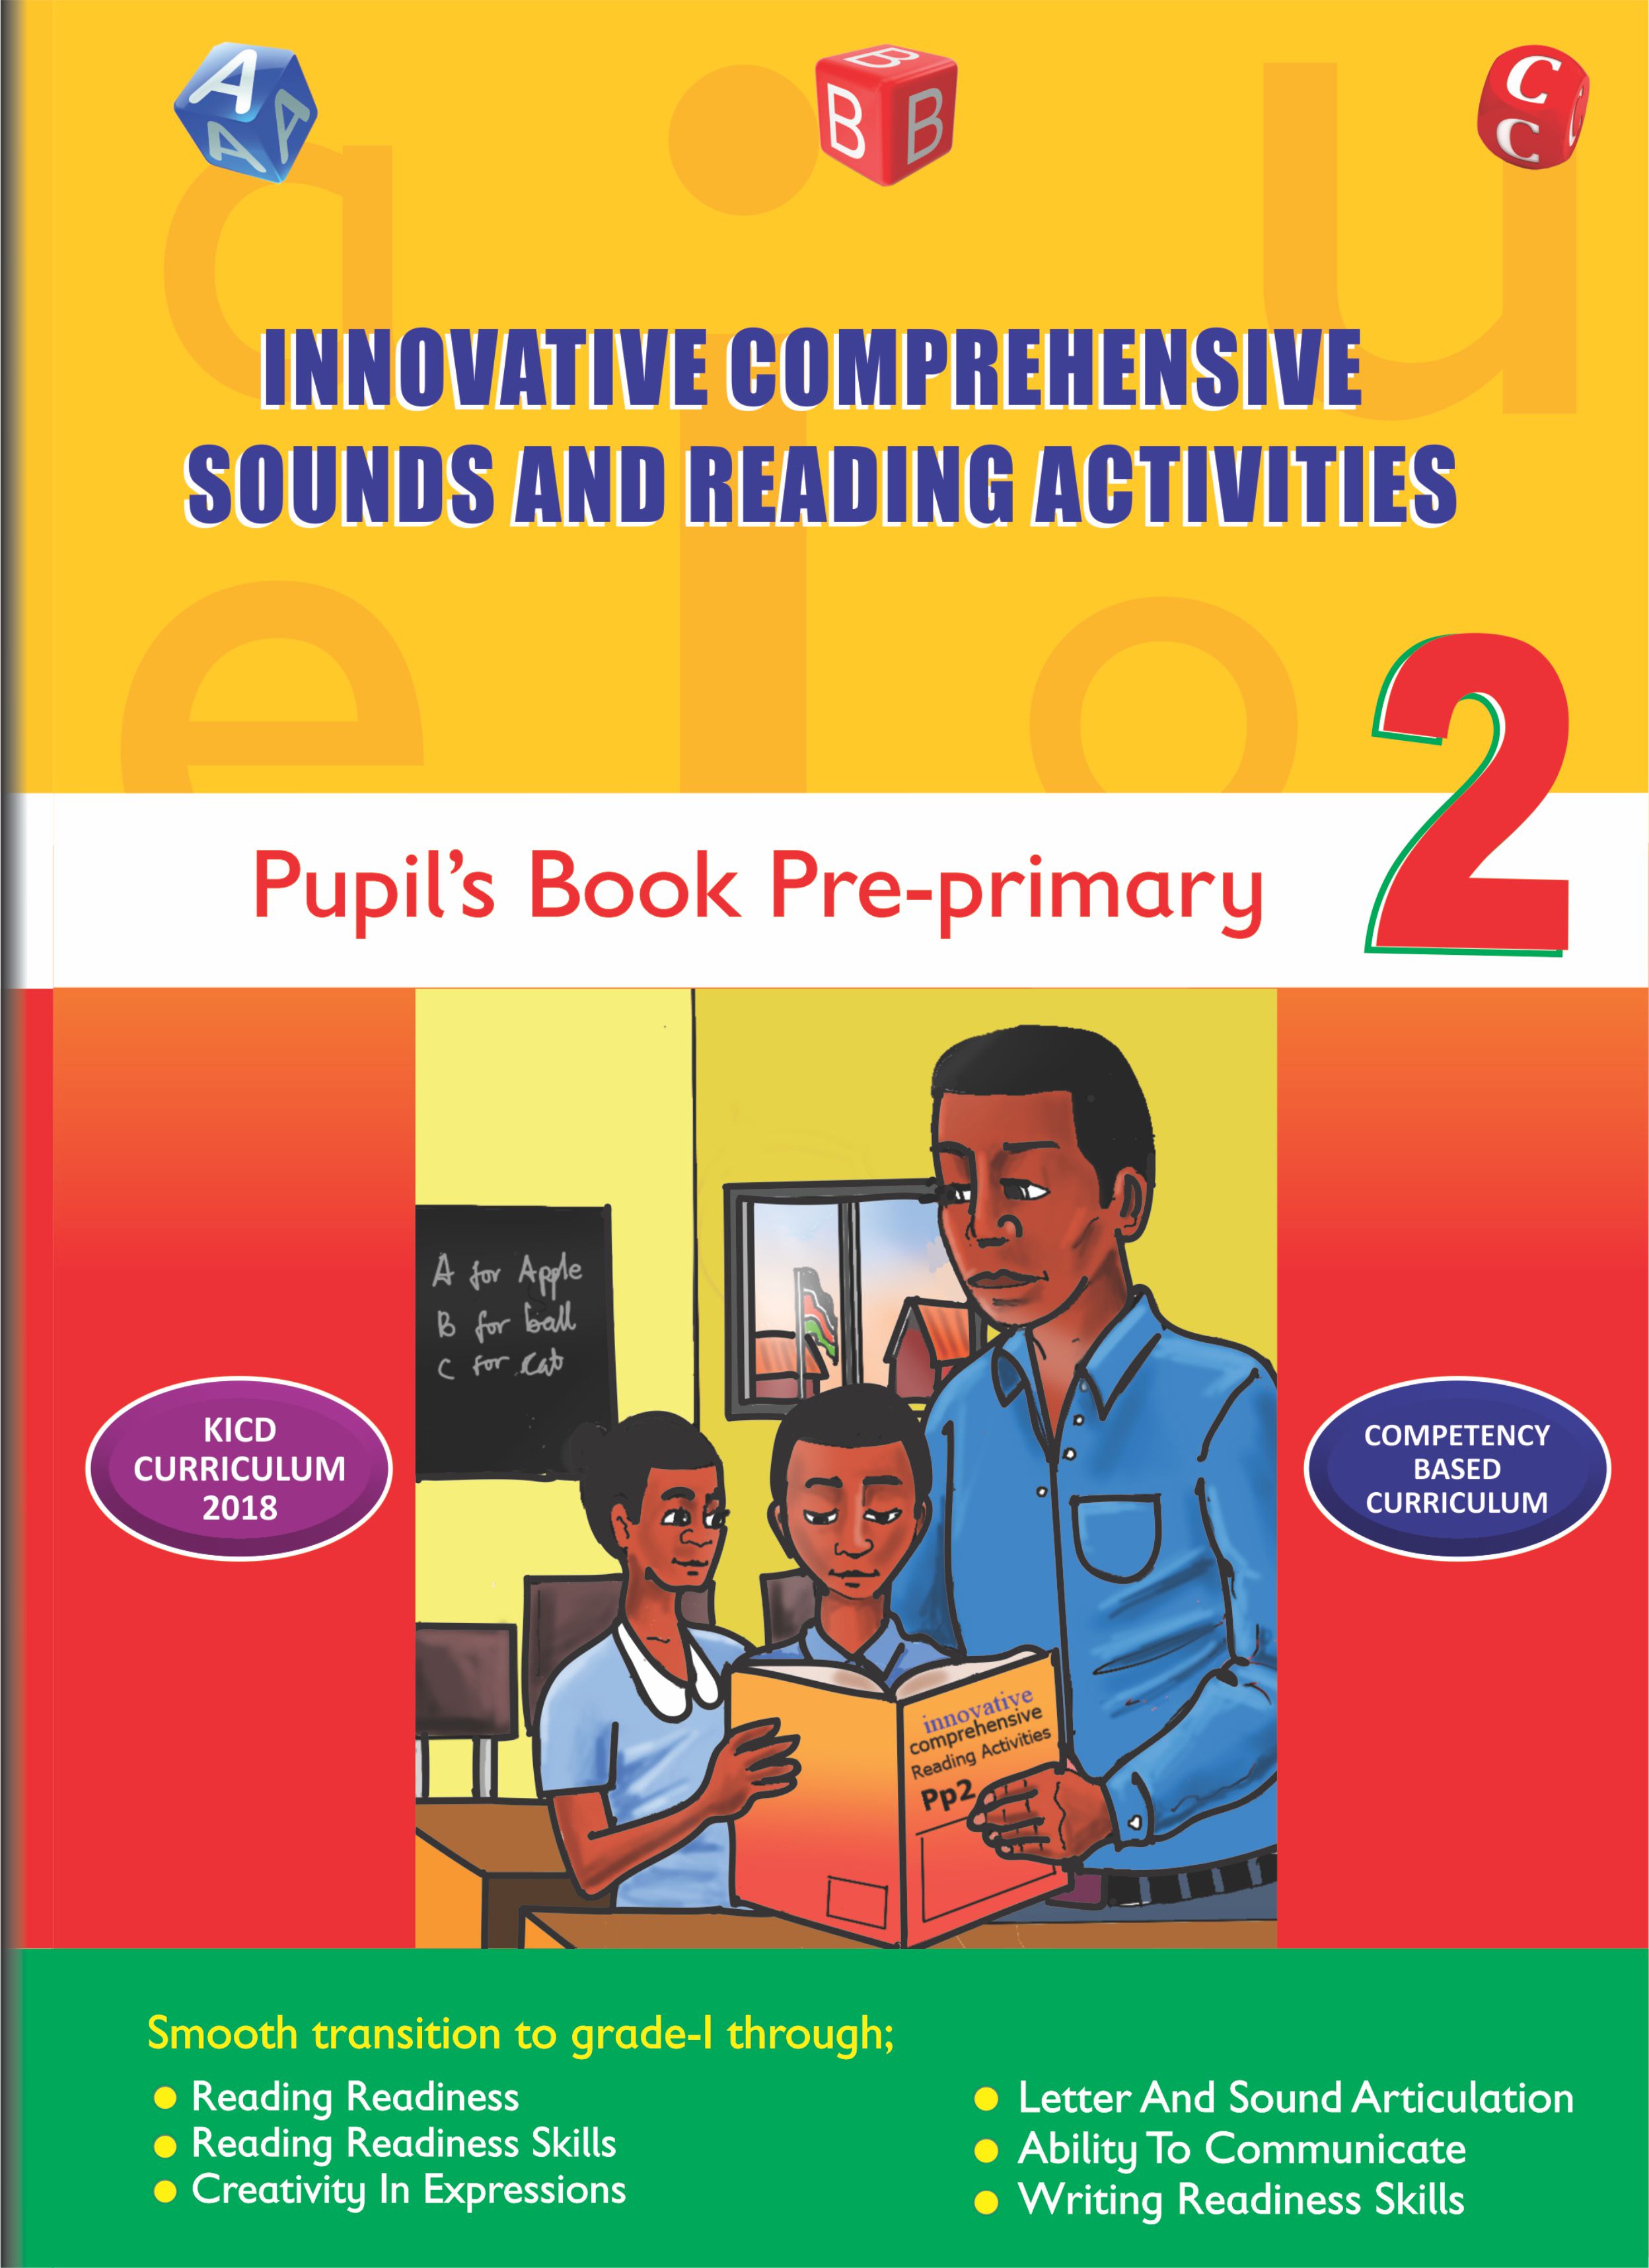 A
A
A
B
B
B
C
C
a
i
u
INNOVATIVE COMPREHENSIVE
SOUNDS AND READING ACTIVITIES
e
o
2
Pupil's Book Pre-primary
A for Apple
B for ball
C for cat
KICD
CURRICULUM
2018
COMPETENCY
BASED
CURRICULUM
innovative
comprehensive
Reading Activities
Pp2
Smooth transition to grade-1 through;
Reading Readiness
Reading Readiness Skills
Creativity In Expressions
Letter And Sound Articulation
Ability To Communicate
Writing Readiness Skills